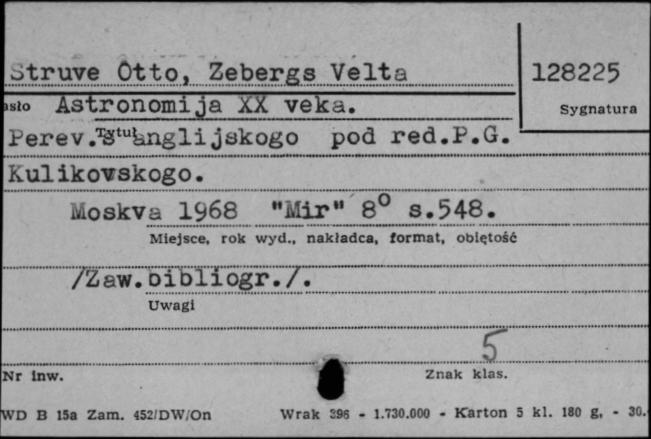 Struve Otto, Zebergs Velta
128225
asło Astronomija XX veka.
Sygnatura
Perev. s anglijskogo pod red.P.G.
Tytuł
Kulikovskogo.
Moskva 1968 "Mir" 8° s.548.
Miejsce, rok wyd., nakładca, format, objętość
/Zaw.bibliogr./.
Uwagi
5
Nr inw.
Znak klas.
WD B 15a Zam. 452/DW/On Wrak 396 - 1.730.000 - Karton 5 kl. 180 g, - 30.